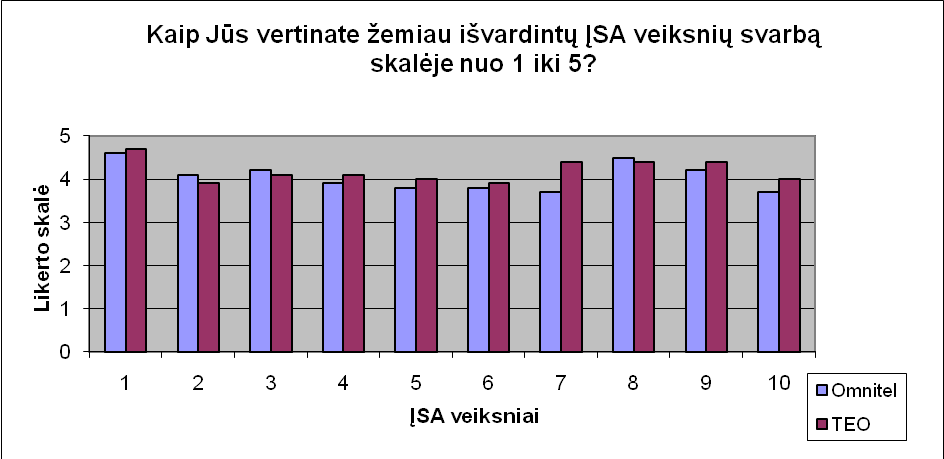 Kaip Jūs vertinate žemiau išvardintų ĮSA veiksnių svarbą
skalėje nuo 1 iki 5?
Likerto skalė
5
4
3
2
1
0
1 2 3 4 5 6 7 8 9 10
ĮSA veiksniai
Omnitel
TEO